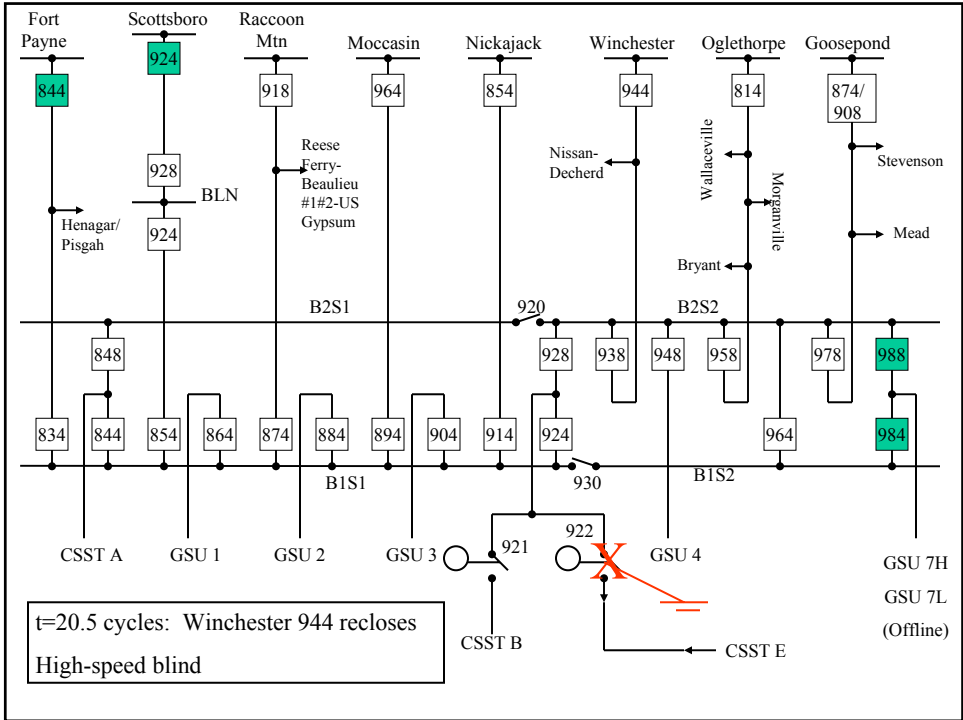 Fort
Payne
Scottsboro
Raccoon
Mtn
Moccasin
Nickajack
Winchester
Oglethorpe
Goosepond
844
924
918
964
854
944
814
874/
908
Reese
Ferry-
Beaulieu
#1#2-US
Gypsum
Nissan-
Decherd
Wallaceville
Morganville
Stevenson
928
BLN
924
Henagar/
Pisgah
Bryant
Mead
B2S1
920
B2S2
848
928
938
948
958
978
988
834
844
854
864
874
884
894
904
914
924
964
984
B1S1
930
B1S2
CSST A
GSU 1
GSU 2
GSU 3
921
922
GSU 4
GSU 7H
GSU 7L
(Offline)
CSST B
CSST E
t=20.5 cycles: Winchester 944 recloses
High-speed blind